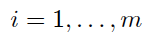 i = 1, . . . , m